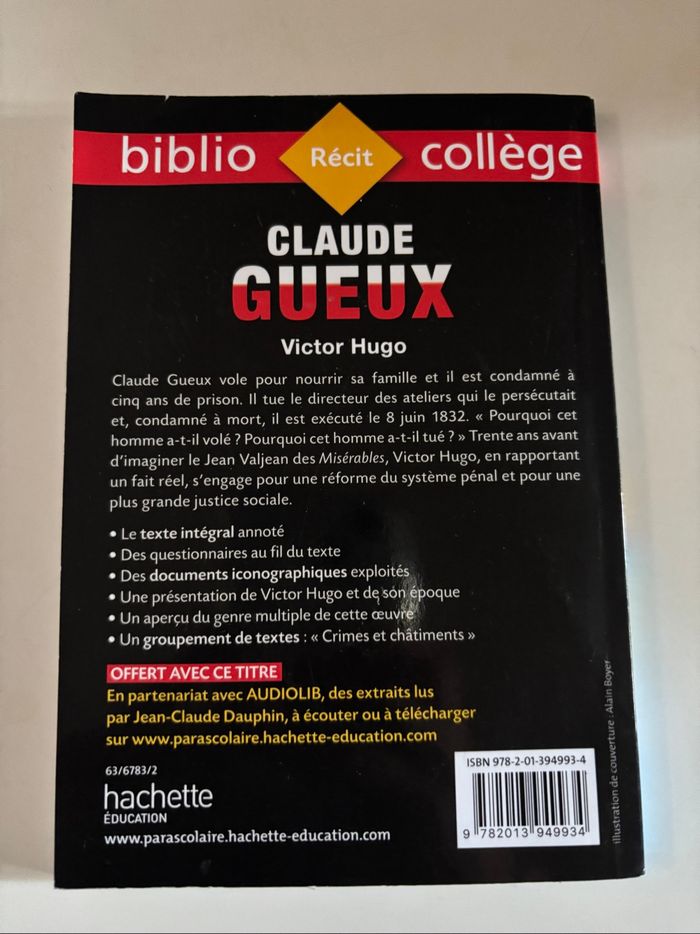 biblio Récit collège
CLAUDE
GUEUX
Victor Hugo
Claude Gueux vole pour nourrir sa famille et il est condamné à
cinq ans de prison. Il tue le directeur des ateliers qui le persécutait
et, condamné à mort, il est exécuté le 8 juin 1832. « Pourquoi cet
homme a-t-il volé ? Pourquoi cet homme a-t-il tué ? » Trente ans avant
d'imaginer le Jean Valjean des Misérables, Victor Hugo, en rapportant
un fait réel, s'engage pour une réforme du système pénal et pour une
plus grande justice sociale.
• Le texte intégral annoté
• Des questionnaires au fil du texte
• Des documents iconographiques exploités
• Une présentation de Victor Hugo et de son époque
• Un aperçu du genre multiple de cette œuvre
• Un groupement de textes : « Crimes et châtiments »
OFFERT AVEC CE TITRE
En partenariat avec AUDIOLIB, des extraits lus
par Jean-Claude Dauphin, à écouter ou à télécharger
sur www.parascolaire.hachette-education.com
63/6783/2
hachette
ÉDUCATION
www.parascolaire.hachette-education.com
ISBN 978-2-01-394993-4
9 782013 949934
illustration de couverture : Alain Boyer